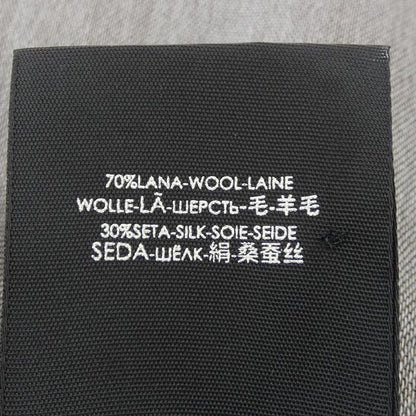 70%LANA-WOOL-LAINE
WOLLE-LÃ-ШЕРСТЬ-毛-羊毛
30%SETA-SILK-SOIE-SEIDE
SEDA-ШЁЛК-絹-桑蚕丝